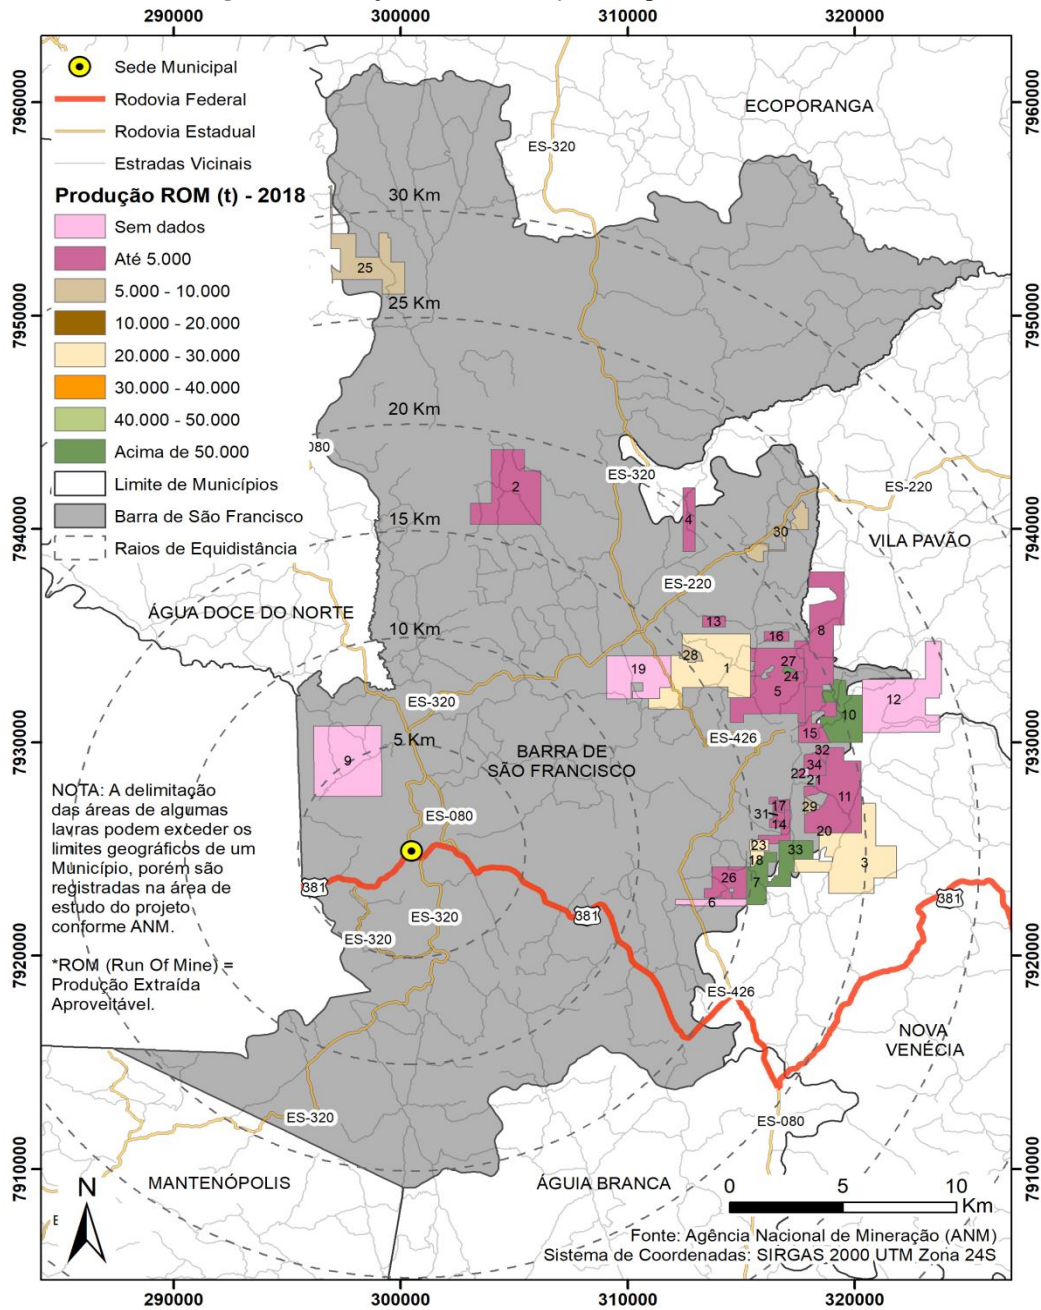 290000
300000
310000
320000
7960000
7950000
7940000
7930000
7920000
7910000
Sede Municipal
Rodovia Federal
Rodovia Estadual
Estradas Vicinais
Produção ROM (t) - 2018
Sem dados
Até 5.000
5.000 - 10.000
10.000 - 20.000
20.000 - 30.000
30.000 - 40.000
40.000 - 50.000
Acima de 50.000
Limite de Municípios
Barra de São Francisco
Raios de Equidistância
ECOPORANGA
ES-320
30 Km
25
25 Km
20 Km
080
ES-320
ES-220
2
4
15 Km
30
VILA PAVÃO
ES-220
ÁGUA DOCE DO NORTE
10 Km
13
16
8
28
19
1
27
24
5
12
10
ES-320
5 Km
ES-426
15
BARRA DE
SÃO FRANCISCO
9
32
34
22
21
11
NOTA: A delimitação
das áreas de algumas
lavras podem exceder os
limites geográficos de um
Município, porém são
registradas na área de
estudo do projeto
conforme ANM.
*ROM (Run Of Mine) =
Produção Extraída
Aproveitável.
ES-080
17
29
31
14
20
23
33
18
3
26
7
6
381
381
381
ES-320
ES-320
ES-426
NOVA
VENÉCIA
ES-320
ES-080
MANTENÓPOLIS
ÁGUIA BRANCA
N
E
0
5
10
Km
Fonte: Agência Nacional de Mineração (ANM)
Sistema de Coordenadas: SIRGAS 2000 UTM Zona 24S
290000
300000
310000
320000
7960000
7950000
7940000
7930000
7920000
7910000